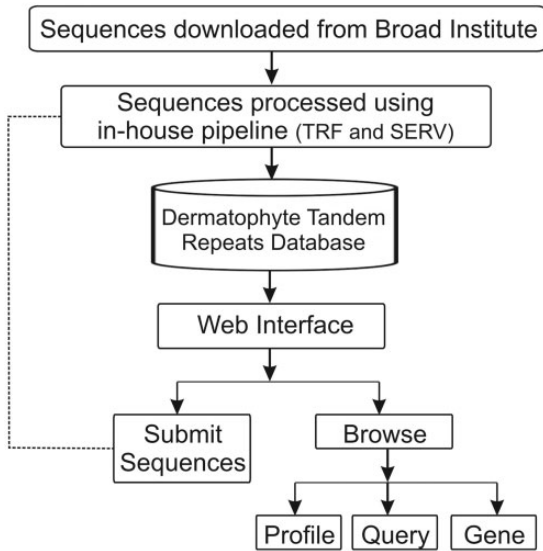 Sequences downloaded from Broad Institute
Sequences processed using
in-house pipeline (TRF and SERV)
Dermatophyte Tandem
Repeats Database
Web Interface
Submit
Sequences
Browse
Profile
Query
Gene